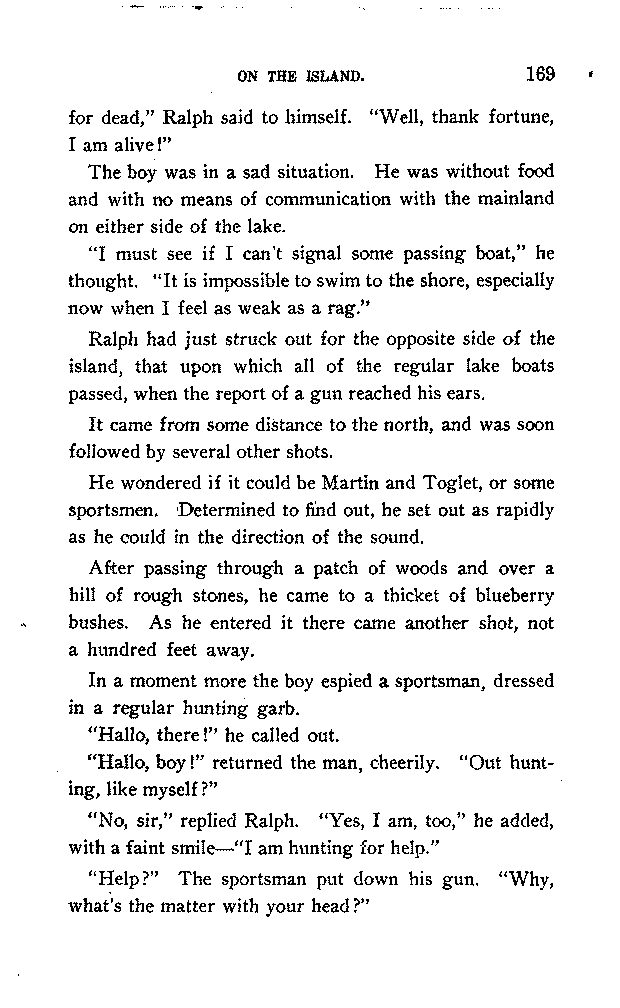 ON THE ISLAND. 169
for dead,” Ralph said to himself. “Well, thank fortune,
I am alive!”
The boy was in a sad situation. He was without food
and with no means of communication with the mainland
on either side of the lake.
“I must see if I can't signal some passing boat,” he
thought. “It is impossible to swim to the shore, especially
now when I feel as weak as a rag.”
Ralph had just struck out for the opposite side of the
island, that upon which all of the regular lake boats
passed, when the report of a gun reached his ears.
It came from some distance to the north, and was soon
followed by several other shots.
He wondered if it could be Martin and Toglet, or some
sportsmen. Determined to find out, he set out as rapidly
as he could in the direction of the sound.
After passing through a patch of woods and over a
hill of rough stones, he came to a thicket of blueberry
bushes. As he entered it there came another shot, not
a hundred feet away.
In a moment more the boy espied a sportsman, dressed
in a regular hunting garb.
“Hallo, there!” he called out.
“Hallo, boy!” returned the man, cheerily. “Out hunt-
ing, like myself?”
“No, sir,” replied Ralph. “Yes, I am, too,” he added,
with a faint smile—“I am hunting for help.”
“Help?” The sportsman put down his gun. “Why,
what's the matter with your head?”